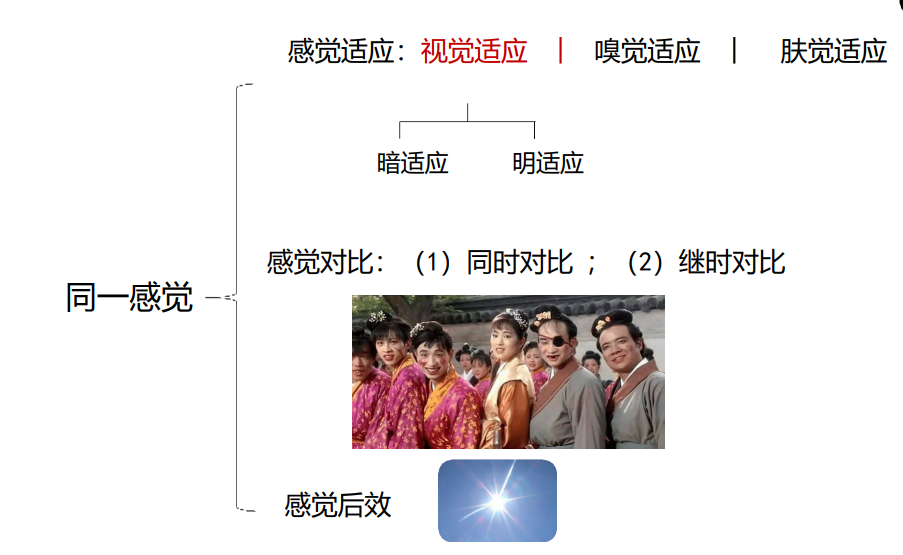 感觉适应：视觉适应 | 嗅觉适应 | 肤觉适应
暗适应 明适应
感觉对比：（1）同时对比 ；（2）继时对比
同一感觉
感觉后效